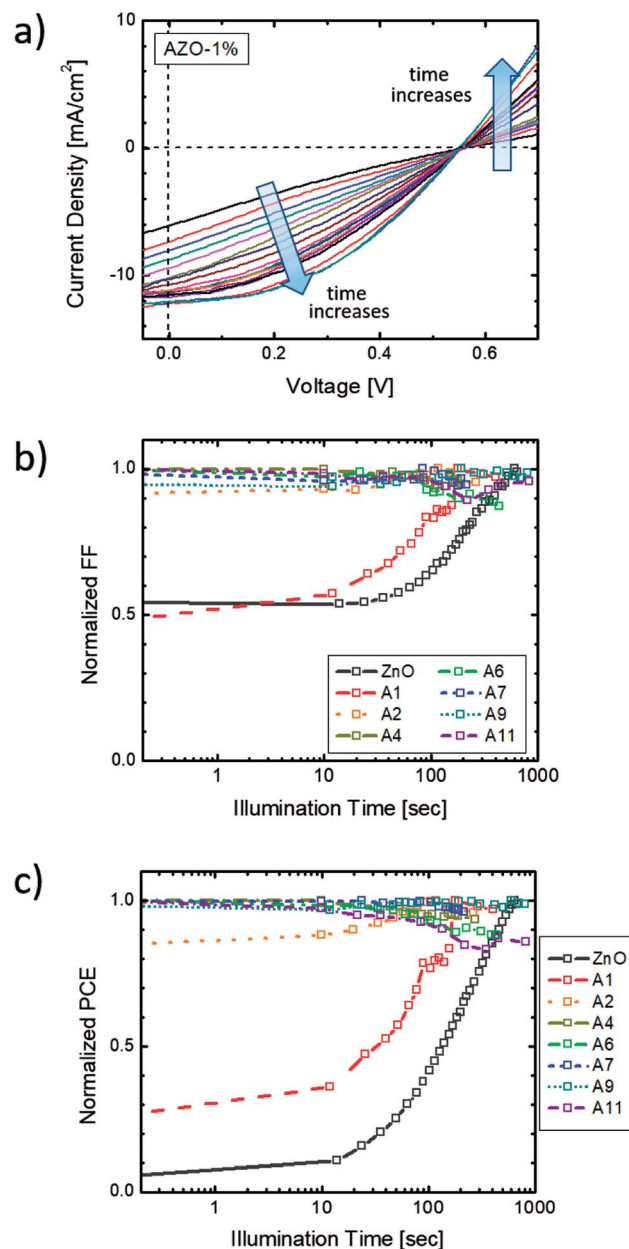 a)
AZO-1%
time
increases
time
increases
10
0
-10
Current Density [mA/cm²]
0.0 0.2 0.4 0.6
Voltage [V]
b)
1.0
0.5
0.0
Normalized FF
ZnO A6
A1 A7
A2 A9
A4 A11
1 10 100 1000
Illumination Time [sec]
c)
1.0
0.5
0.0
Normalized PCE
ZnO
A1
A2
A4
A6
A7
A9
A11
1 10 100 1000
Illumination Time [sec]